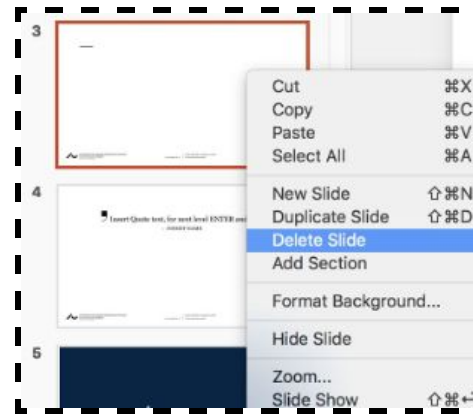 3
Cut ⌘X
Copy ⌘C
Paste ⌘V
Select All ⌘A
4
New Slide ⇧⌘N
Duplicate Slide ⇧⌘D
Delete Slide
Add Section
Insert Quote text, for next level ENTER
Format Background...
5
Hide Slide
Zoom...
Slide Show ⇧⌘↩